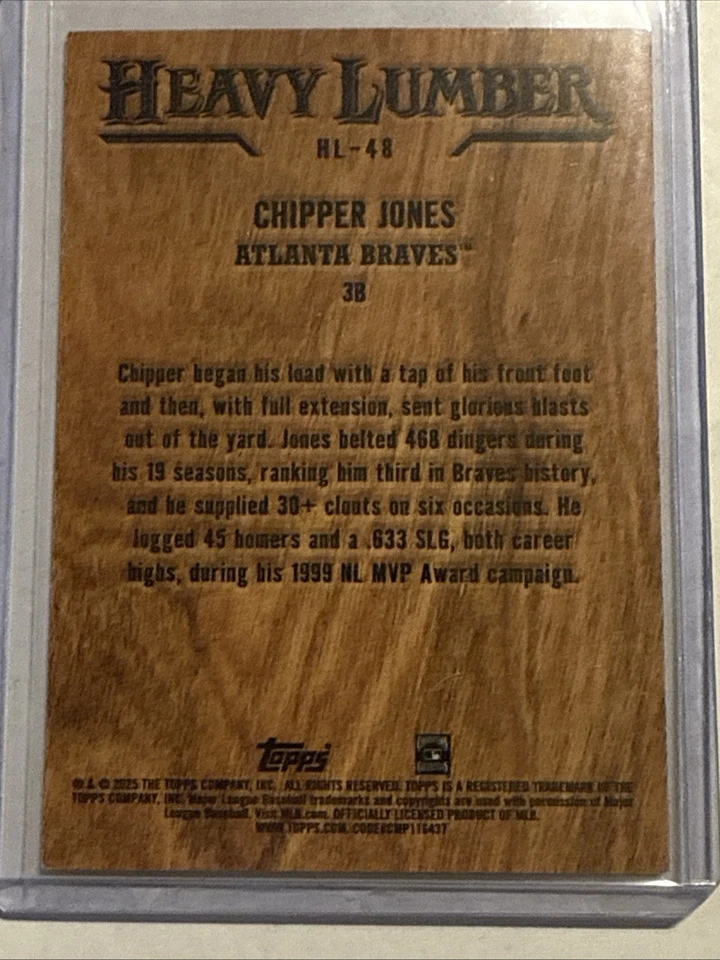 HEAVY LUMBER
HL-48
CHIPPER JONES
ATLANTA BRAVES™
3B
Chipper began his load with a tap of his front foot
and then, with full extension, sent glorious blasts
out of the yard. Jones belted 468 dingers during
his 19 seasons, ranking him third in Braves history,
and he supplied 30+ clouts on six occasions. He
logged 45 homers and a .633 SLG, both career
highs, during his 1999 NL MVP Award campaign.
Topps
® & © 2025 THE TOPPS COMPANY, INC. ALL RIGHTS RESERVED. TOPPS IS A REGISTERED TRADEMARK OF THE
TOPPS COMPANY, INC. Major League Baseball trademarks and copyrights are used with permission of Major
League Baseball. Visit MLB.com. OFFICIALLY LICENSED PRODUCT OF MLB.
WWW.TOPPS.COM. CODE#CMP116437